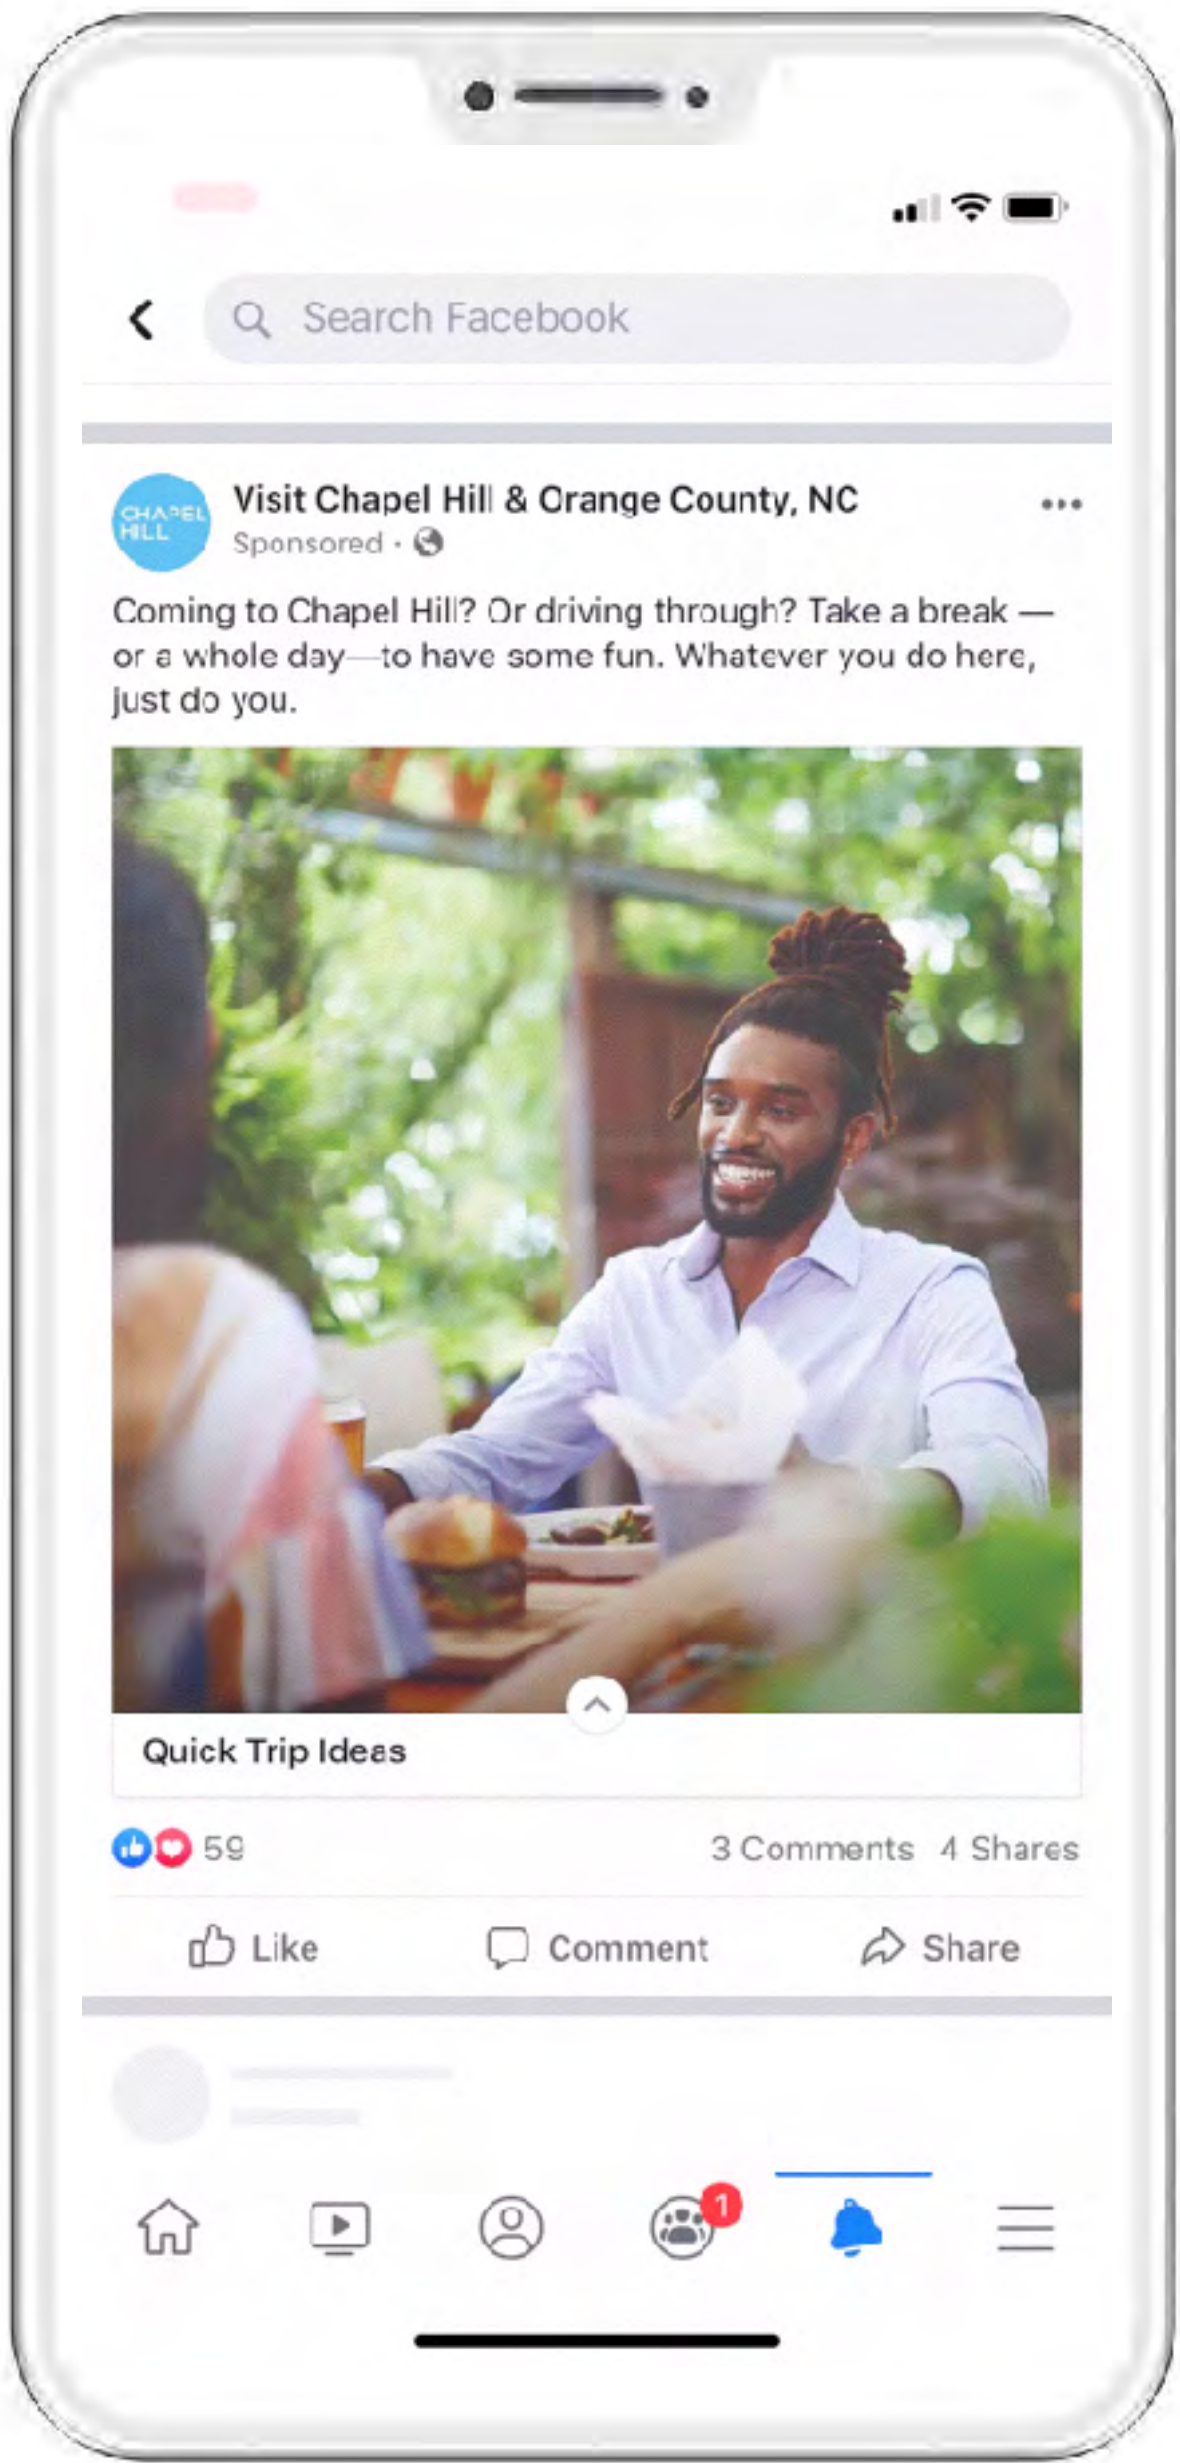 Search Facebook
CHAPEL
HILL
Visit Chapel Hill & Orange County, NC
Sponsored ·
Coming to Chapel Hill? Or driving through? Take a break —
or a whole day—to have some fun. Whatever you do here,
just do you.
Quick Trip Ideas
59 3 Comments 4 Shares
Like Comment Share
1